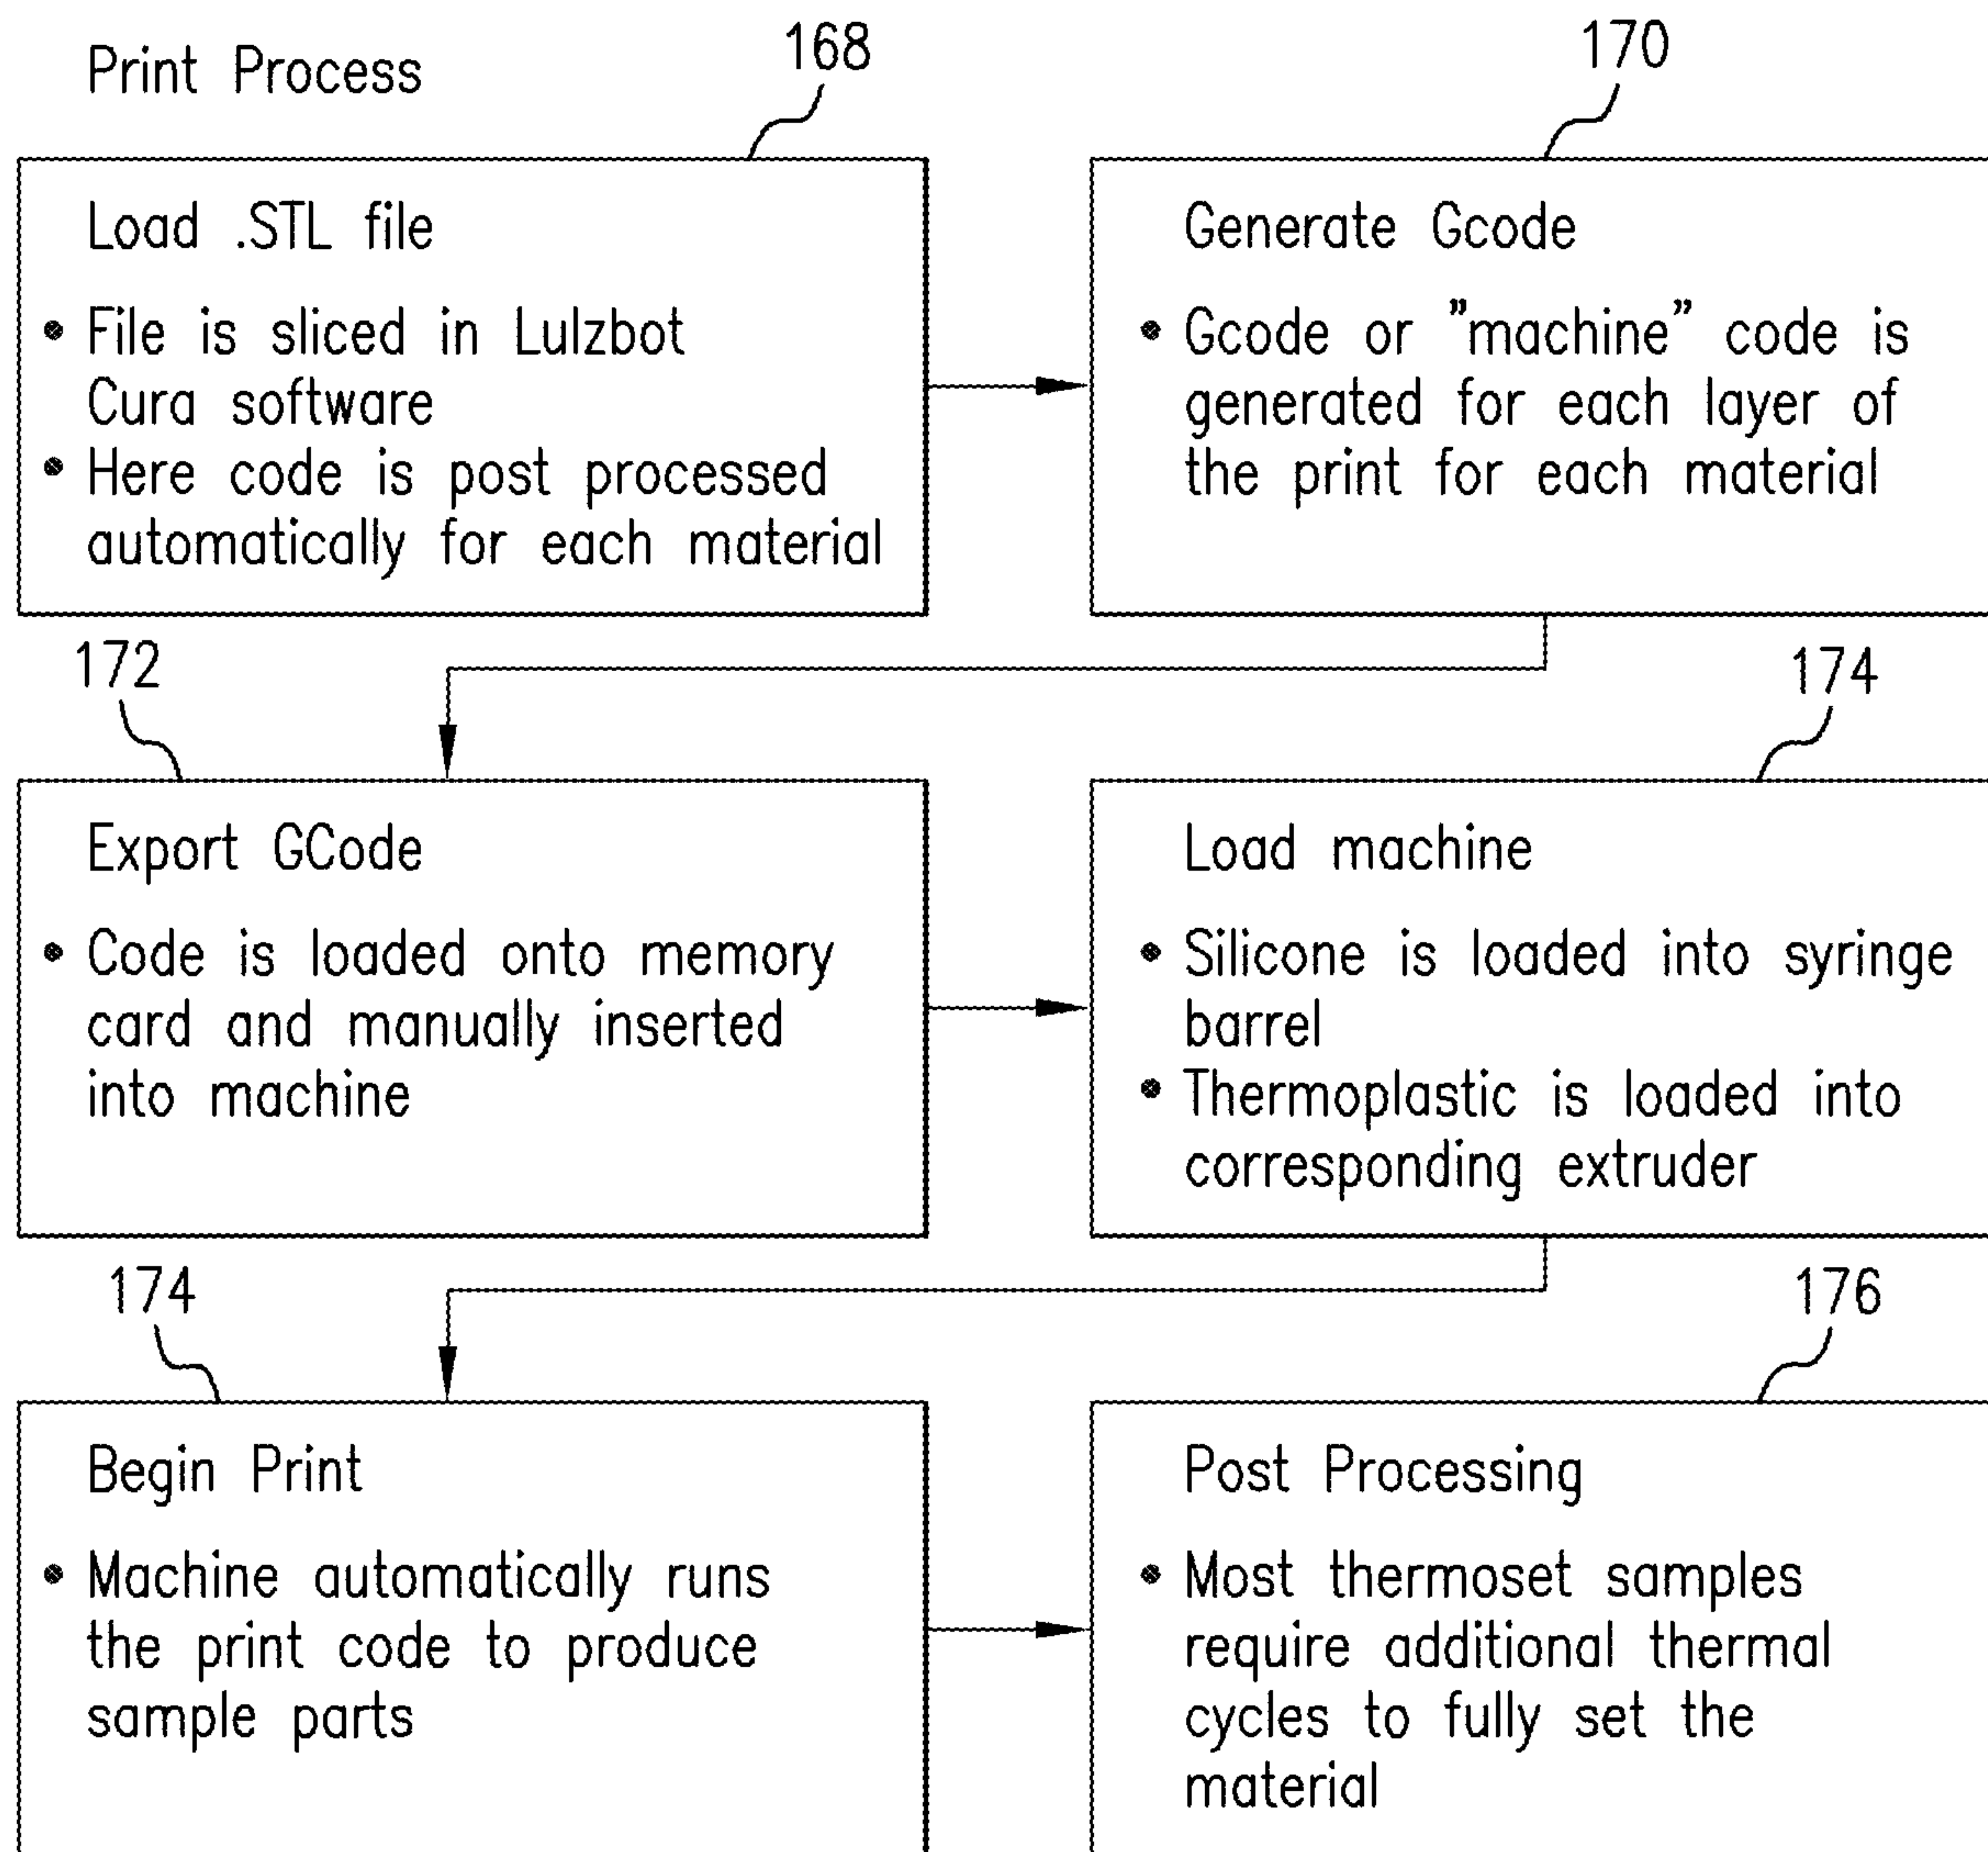 Print Process
168
Load .STL file
• File is sliced in Lulzbot
Cura software
• Here code is post processed
automatically for each material
170
Generate Gcode
• Gcode or "machine" code is
generated for each layer of
the print for each material
172
Export GCode
• Code is loaded onto memory
card and manually inserted
into machine
174
Load machine
• Silicone is loaded into syringe
barrel
• Thermoplastic is loaded into
corresponding extruder
174
Begin Print
• Machine automatically runs
the print code to produce
sample parts
176
Post Processing
• Most thermoset samples
require additional thermal
cycles to fully set the
material